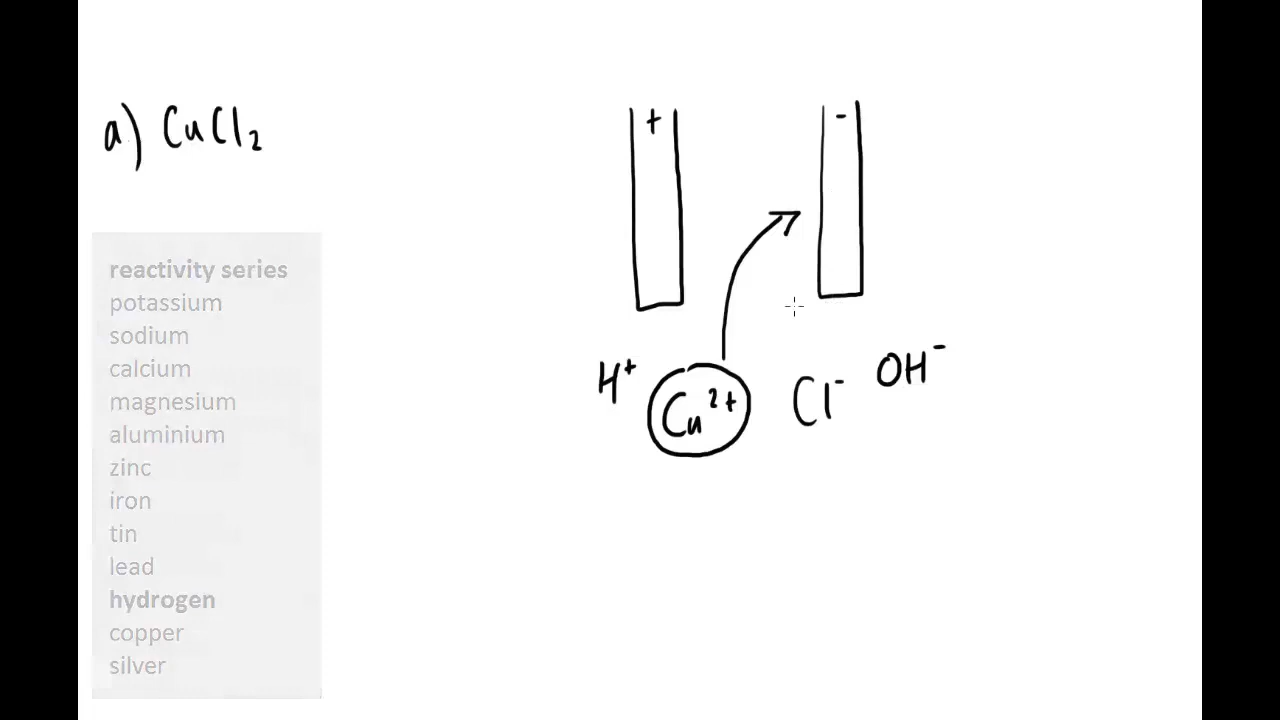 a) CuCl₂
+
-
H⁺ Cu²⁺ Cl⁻ OH⁻
reactivity series
potassium
sodium
calcium
magnesium
aluminium
zinc
iron
tin
lead
hydrogen
copper
silver